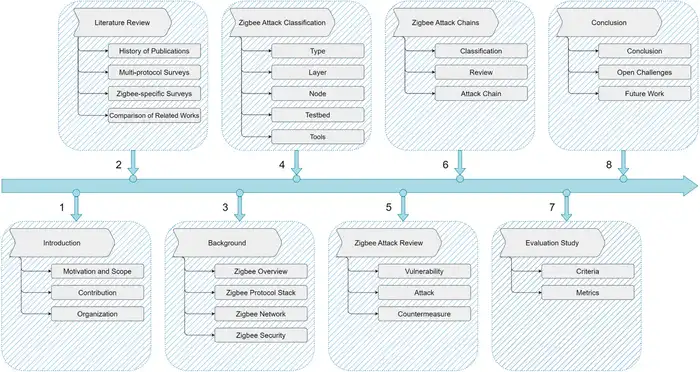 Literature Review
History of Publications
Multi-protocol Surveys
Zigbee-specific Surveys
Comparison of Related Works
Zigbee Attack Classification
Type
Layer
Node
Testbed
Tools
Zigbee Attack Chains
Classification
Review
Attack Chain
Conclusion
Conclusion
Open Challenges
Future Work
2
4
6
8
1
3
5
7
Introduction
Motivation and Scope
Contribution
Organization
Background
Zigbee Overview
Zigbee Protocol Stack
Zigbee Network
Zigbee Security
Zigbee Attack Review
Vulnerability
Attack
Countermeasure
Evaluation Study
Criteria
Metrics